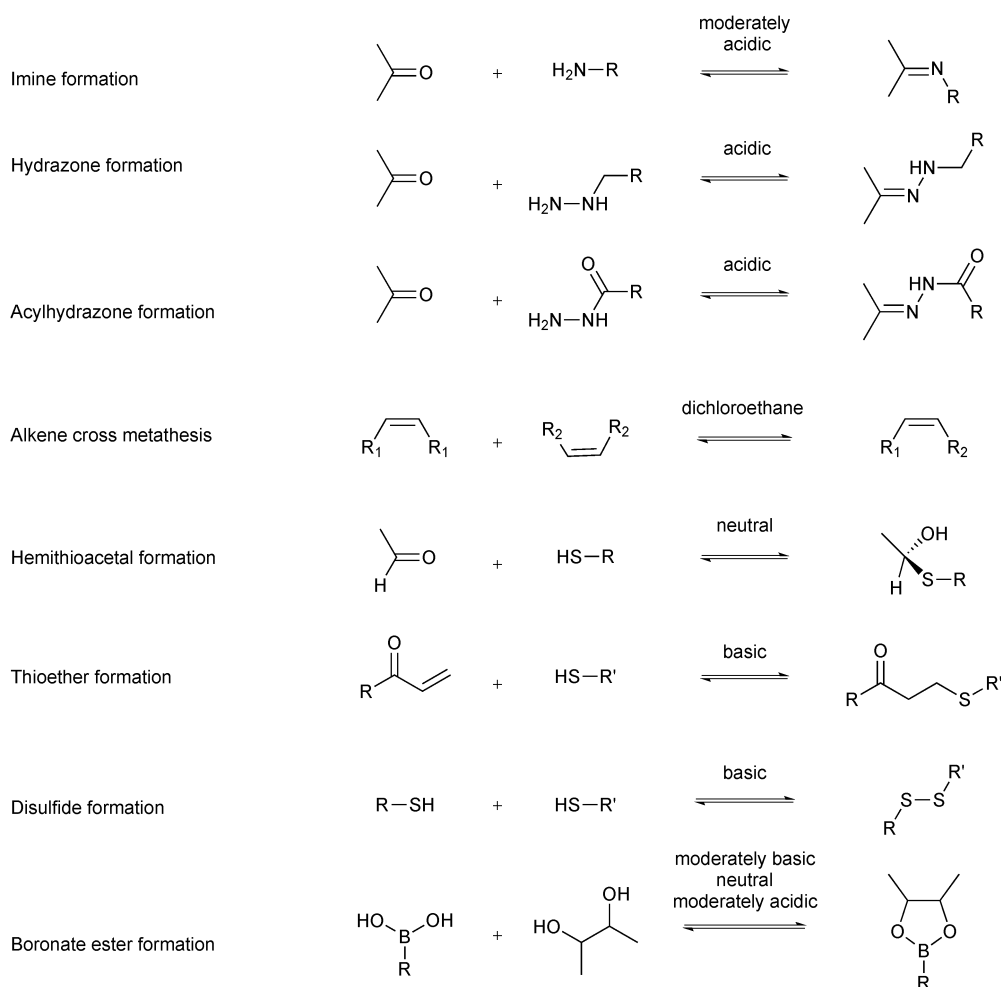 moderately
acidic
Imine formation
O
+
H₂N R
N
R
Hydrazone formation
O
+
H₂N NH
R
acidic
HN
N
R
Acylhydrazone formation
O
+
O
R
H₂N NH
acidic
O
HN
N
R
Alkene cross metathesis
R₁ R₁
+
R₂ R₂
dichloroethane
R₁ R₂
Hemithioacetal formation
O
H
+
HS R
neutral
OH
H S R
Thioether formation
O
R
+
HS R'
basic
O
R S R'
Disulfide formation
R SH
+
HS R'
basic
R'
S S
R
Boronate ester formation
HO OH
B
R
+
OH
HO
moderately basic
neutral
moderately acidic
O O
B
R